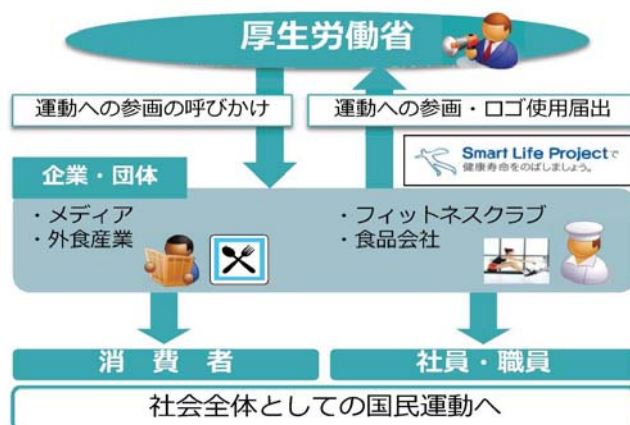 厚生労働省
運動への参画の呼びかけ
運動への参画・ロゴ使用届出
Smart Life Projectで
健康寿命をのばしましょう。
企業・団体
・メディア
・外食産業
・フィットネスクラブ
・食品会社
消 費 者
社員・職員
社会全体としての国民運動へ